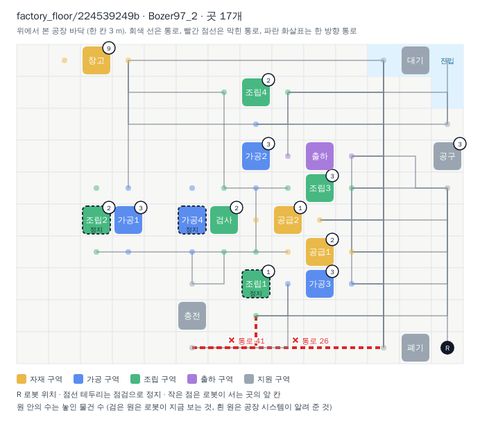 factory_floor/224539249b · Bozer97_2 · 곳 17개
위에서 본 공장 바닥 (한 칸 3 m). 회색 선은 통로, 빨간 점선은 막힌 통로, 파란 화살표는 한 방향 통로
창고 9
대기
진입
조립4 2
가공2 3
출하
공구 3
조립3 3
조립2 2
정지
가공1 3
가공4
정지
검사 2
공급2 1
공급1 2
조립1 1
정지
가공3 3
충전
✕ 통로 41
✕ 통로 26
폐기
R
자재 구역
가공 구역
조립 구역
출하 구역
지원 구역
R 로봇 위치 · 점선 테두리는 점검으로 정지 · 작은 점은 로봇이 서는 곳의 앞 칸
원 안의 수는 놓인 물건 수 (검은 원은 로봇이 지금 보는 것, 흰 원은 공장 시스템이 알려 준 것)